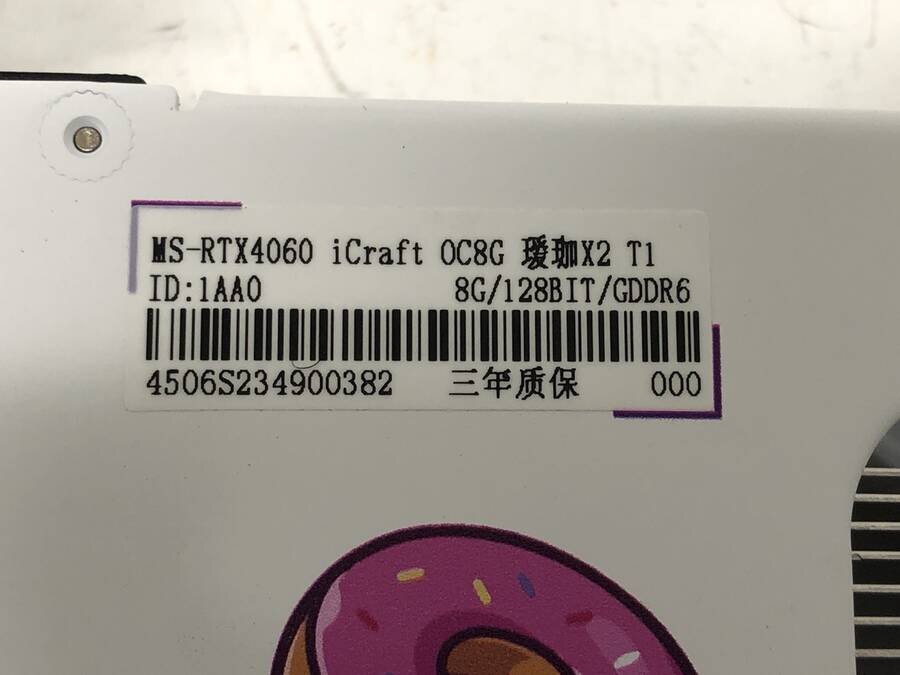 MS-RTX4060 iCraft OC8G 瑷珈X2 T1
ID:1AA0 8G/128BIT/GDDR6
4506S234900382 三年质保 000